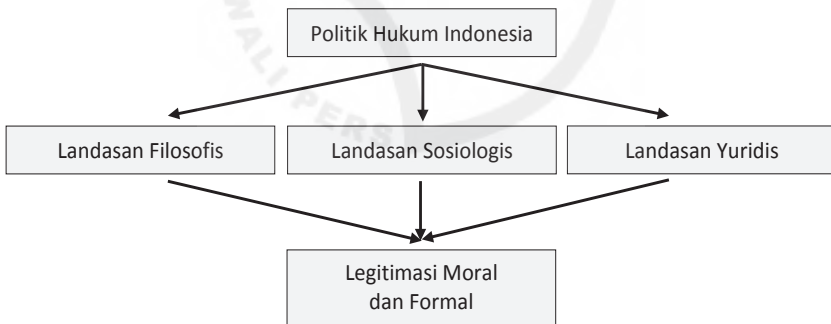 Politik Hukum Indonesia
Landasan Filosofis
Landasan Sosiologis
Landasan Yuridis
Legitimasi Moral
dan Formal